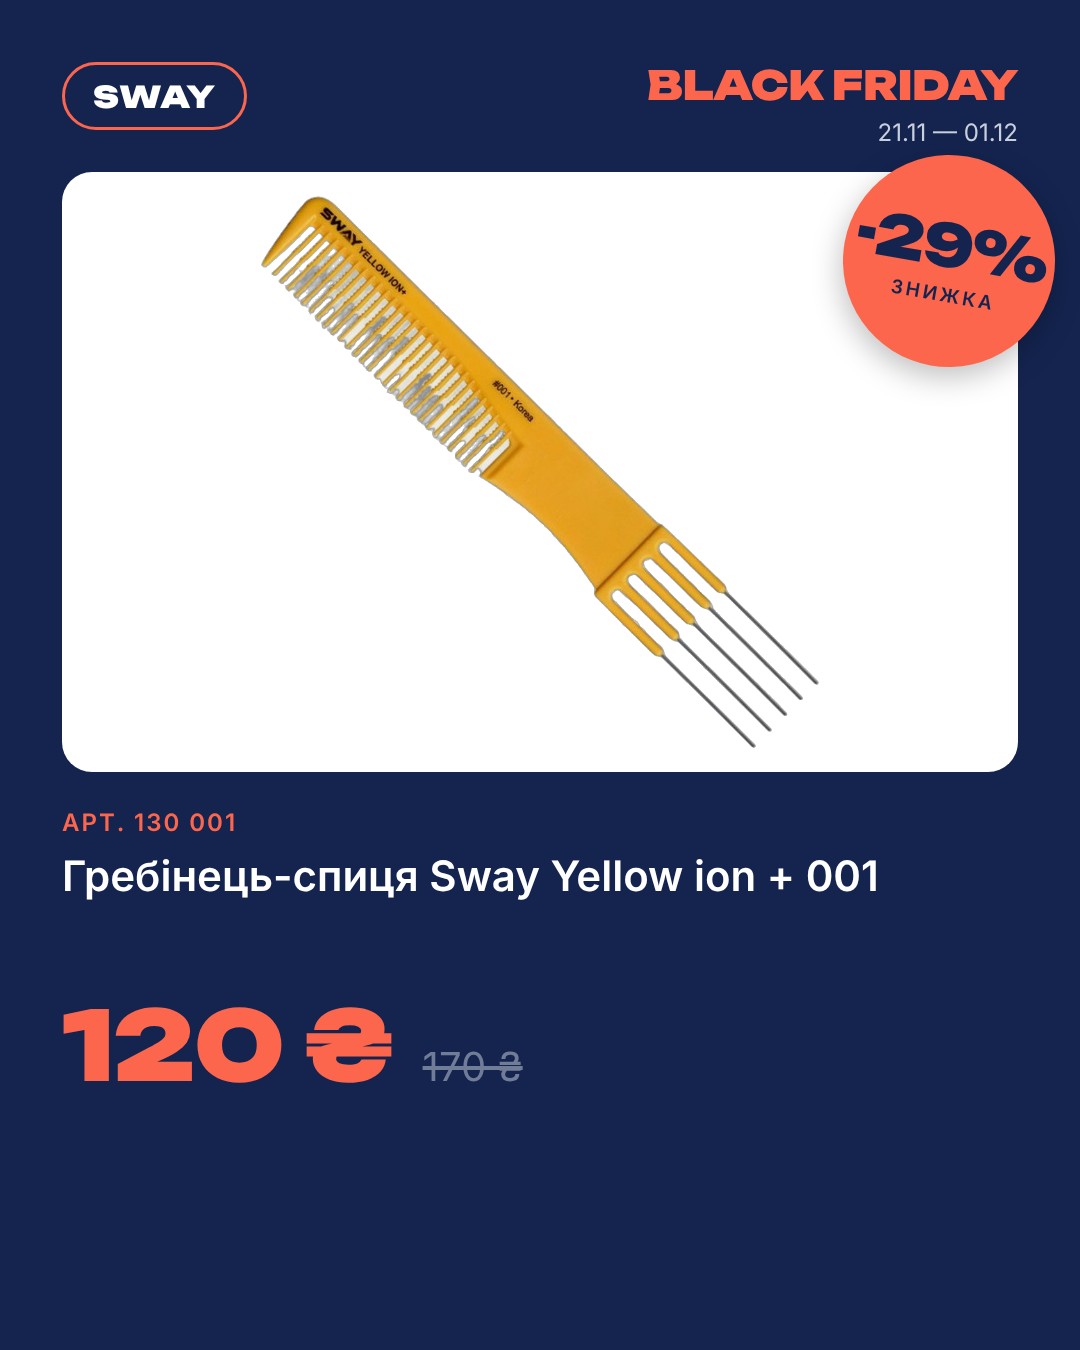 SWAY
BLACK FRIDAY
21.11 — 01.12
-29%
ЗНИЖКА
SWAY YELLOW ION+
#001 • Korea
АРТ. 130 001
Гребінець-спиця Sway Yellow ion + 001
120 ₴ 170 ₴